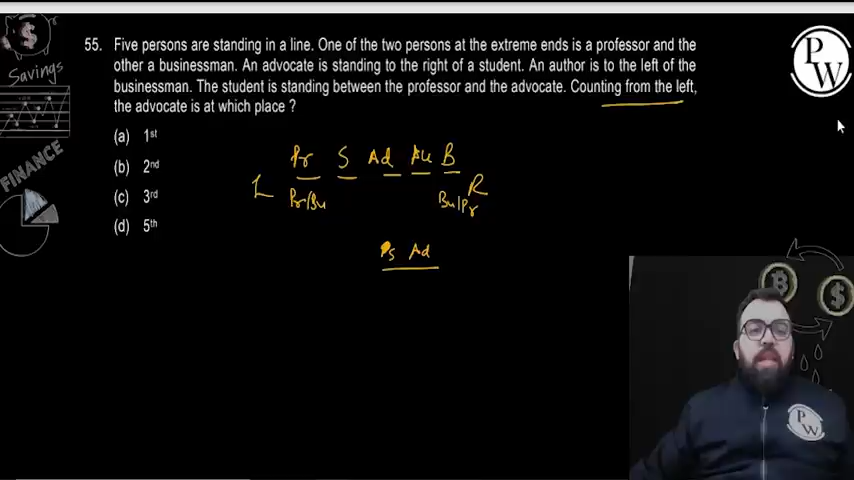 Savings
FINANCE
PW
55. Five persons are standing in a line. One of the two persons at the extreme ends is a professor and the
other a businessman. An advocate is standing to the right of a student. An author is to the left of the
businessman. The student is standing between the professor and the advocate. Counting from the left,
the advocate is at which place ?
(a) 1st
(b) 2nd
(c) 3rd
(d) 5th
Pr S Ad Au B
L Pr/Bu Bu/Pr R
S Ad
PW